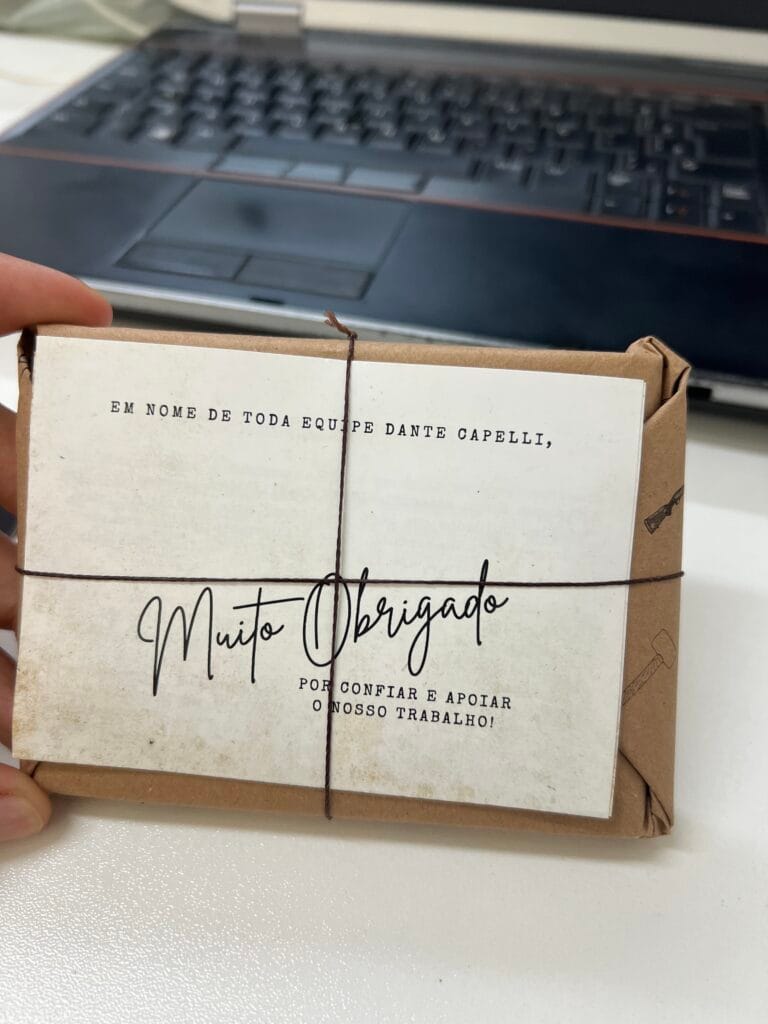 EM NOME DE TODA EQUIPE DANTE CAPELLI,
Muito Obrigado
POR CONFIAR E APOIAR
O NOSSO TRABALHO!